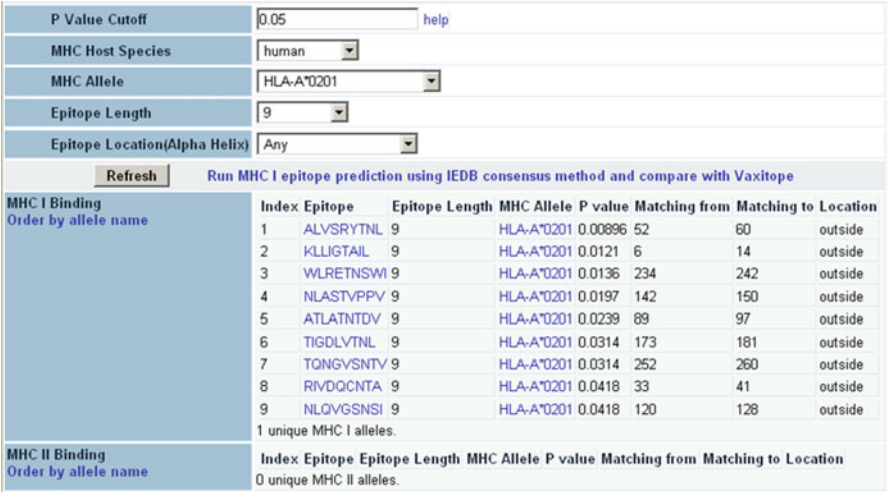 P Value Cutoff 0.05 help
MHC Host Species human
MHC Allele HLA-A*0201
Epitope Length 9
Epitope Location(Alpha Helix) Any
Refresh Run MHC I epitope prediction using IEDB consensus method and compare with Vaxitope
MHC I Binding
Order by allele name
Index Epitope Epitope Length MHC Allele P value Matching from Matching to Location
1 ALVSRYTNL 9 HLA-A*0201 0.00896 52 60 outside
2 KLLIGTAIL 9 HLA-A*0201 0.0121 6 14 outside
3 WLRETNSWI 9 HLA-A*0201 0.0136 234 242 outside
4 NLASTVPPV 9 HLA-A*0201 0.0197 142 150 outside
5 ATLATNTDV 9 HLA-A*0201 0.0239 89 97 outside
6 TIGDLVTNL 9 HLA-A*0201 0.0314 173 181 outside
7 TQNGVSNTV 9 HLA-A*0201 0.0314 252 260 outside
8 RIVDQCNTA 9 HLA-A*0201 0.0418 33 41 outside
9 NLQVGSNSI 9 HLA-A*0201 0.0418 120 128 outside
1 unique MHC I alleles.
MHC II Binding
Order by allele name
Index Epitope Epitope Length MHC Allele P value Matching from Matching to Location
0 unique MHC II alleles.